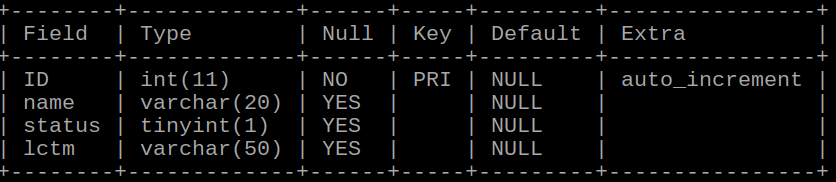 +--------+-------------+------+-----+---------+----------------+
| Field  | Type        | Null | Key | Default | Extra          |
+--------+-------------+------+-----+---------+----------------+
| ID     | int(11)     | NO   | PRI | NULL    | auto_increment |
| name   | varchar(20) | YES  |     | NULL    |                |
| status | tinyint(1)  | YES  |     | NULL    |                |
| lctm   | varchar(50) | YES  |     | NULL    |                |
+--------+-------------+------+-----+---------+----------------+